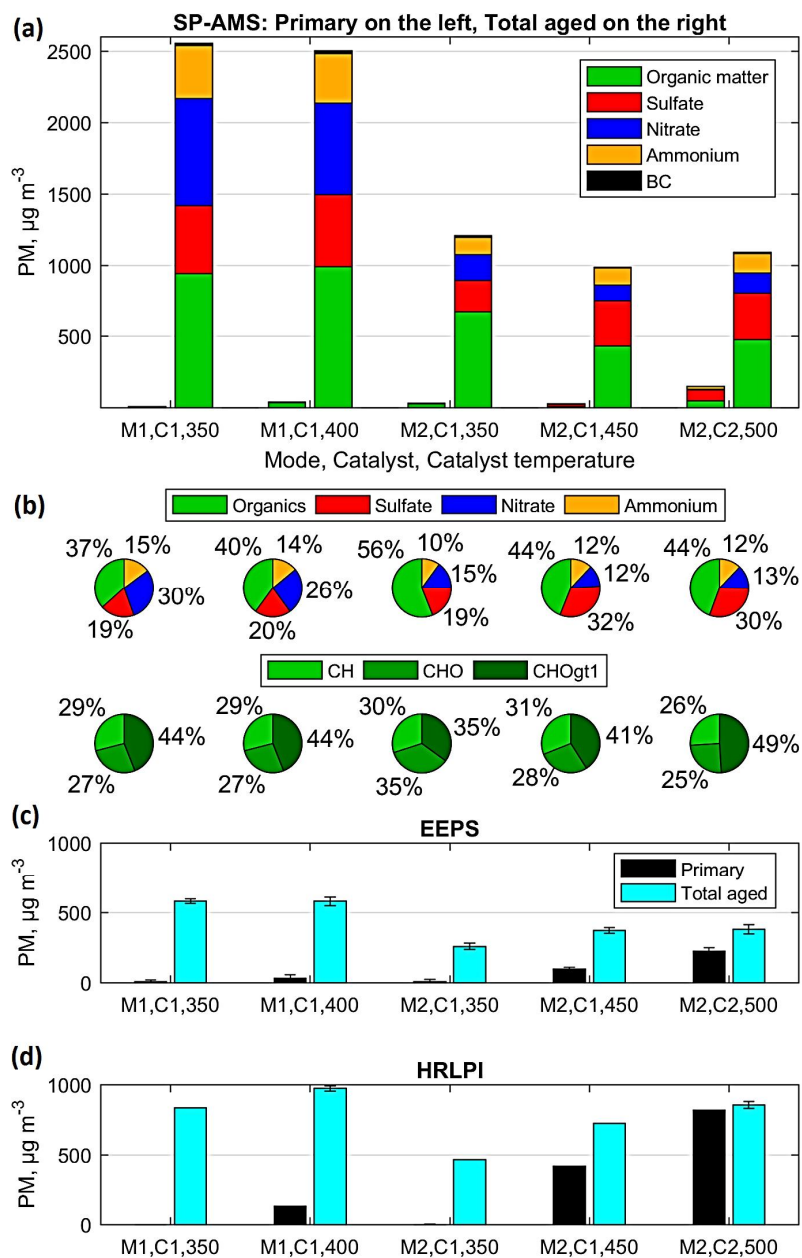 (a)
SP-AMS: Primary on the left, Total aged on the right
2500
2000
1500
1000
500
PM, µg m⁻³
Organic matter
Sulfate
Nitrate
Ammonium
BC
M1,C1,350 M1,C1,400 M2,C1,350 M2,C1,450 M2,C2,500
Mode, Catalyst, Catalyst temperature
(b)
Organics Sulfate Nitrate Ammonium
37% 15% 40% 14% 56% 10% 44% 12% 44% 12%
30% 26% 15% 12% 13%
19% 20% 19% 32% 30%
CH CHO CHOgt1
29% 29% 30% 31% 26%
44% 44% 35% 41% 49%
27% 27% 35% 28% 25%
(c)
EEPS
1000
500
0
PM, µg m⁻³
Primary
Total aged
M1,C1,350 M1,C1,400 M2,C1,350 M2,C1,450 M2,C2,500
(d)
HRLPI
1000
500
0
PM, µg m⁻³
M1,C1,350 M1,C1,400 M2,C1,350 M2,C1,450 M2,C2,500